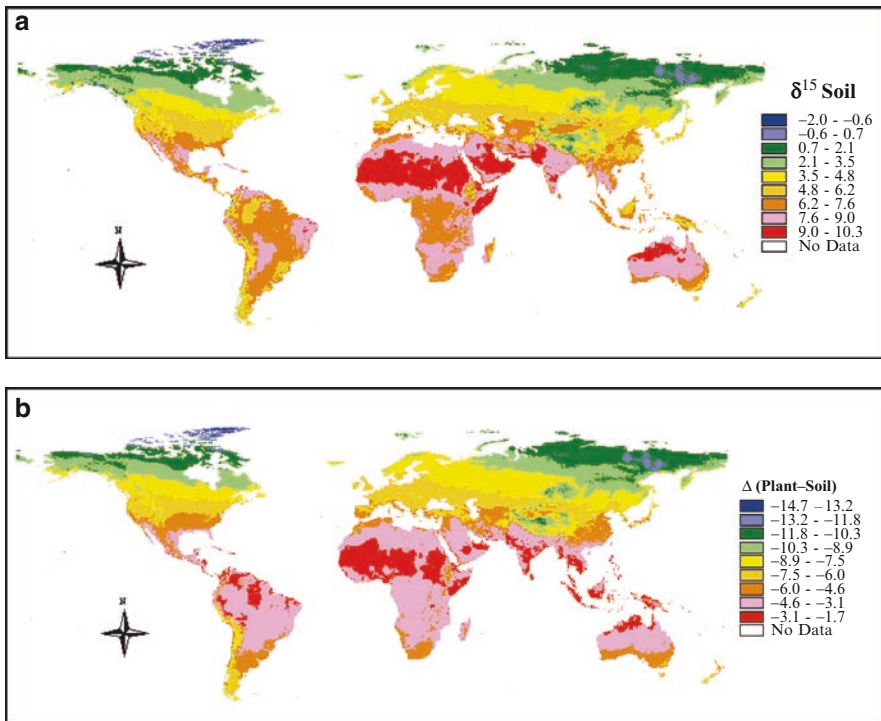 a
δ¹⁵ Soil
−2.0 - −0.6
−0.6 - 0.7
0.7 - 2.1
2.1 - 3.5
3.5 - 4.8
4.8 - 6.2
6.2 - 7.6
7.6 - 9.0
9.0 - 10.3
No Data
N
b
Δ (Plant–Soil)
−14.7 −13.2
−13.2 - −11.8
−11.8 - −10.3
−10.3 - −8.9
−8.9 - −7.5
−7.5 - −6.0
−6.0 - −4.6
−4.6 - −3.1
−3.1 - −1.7
No Data
N